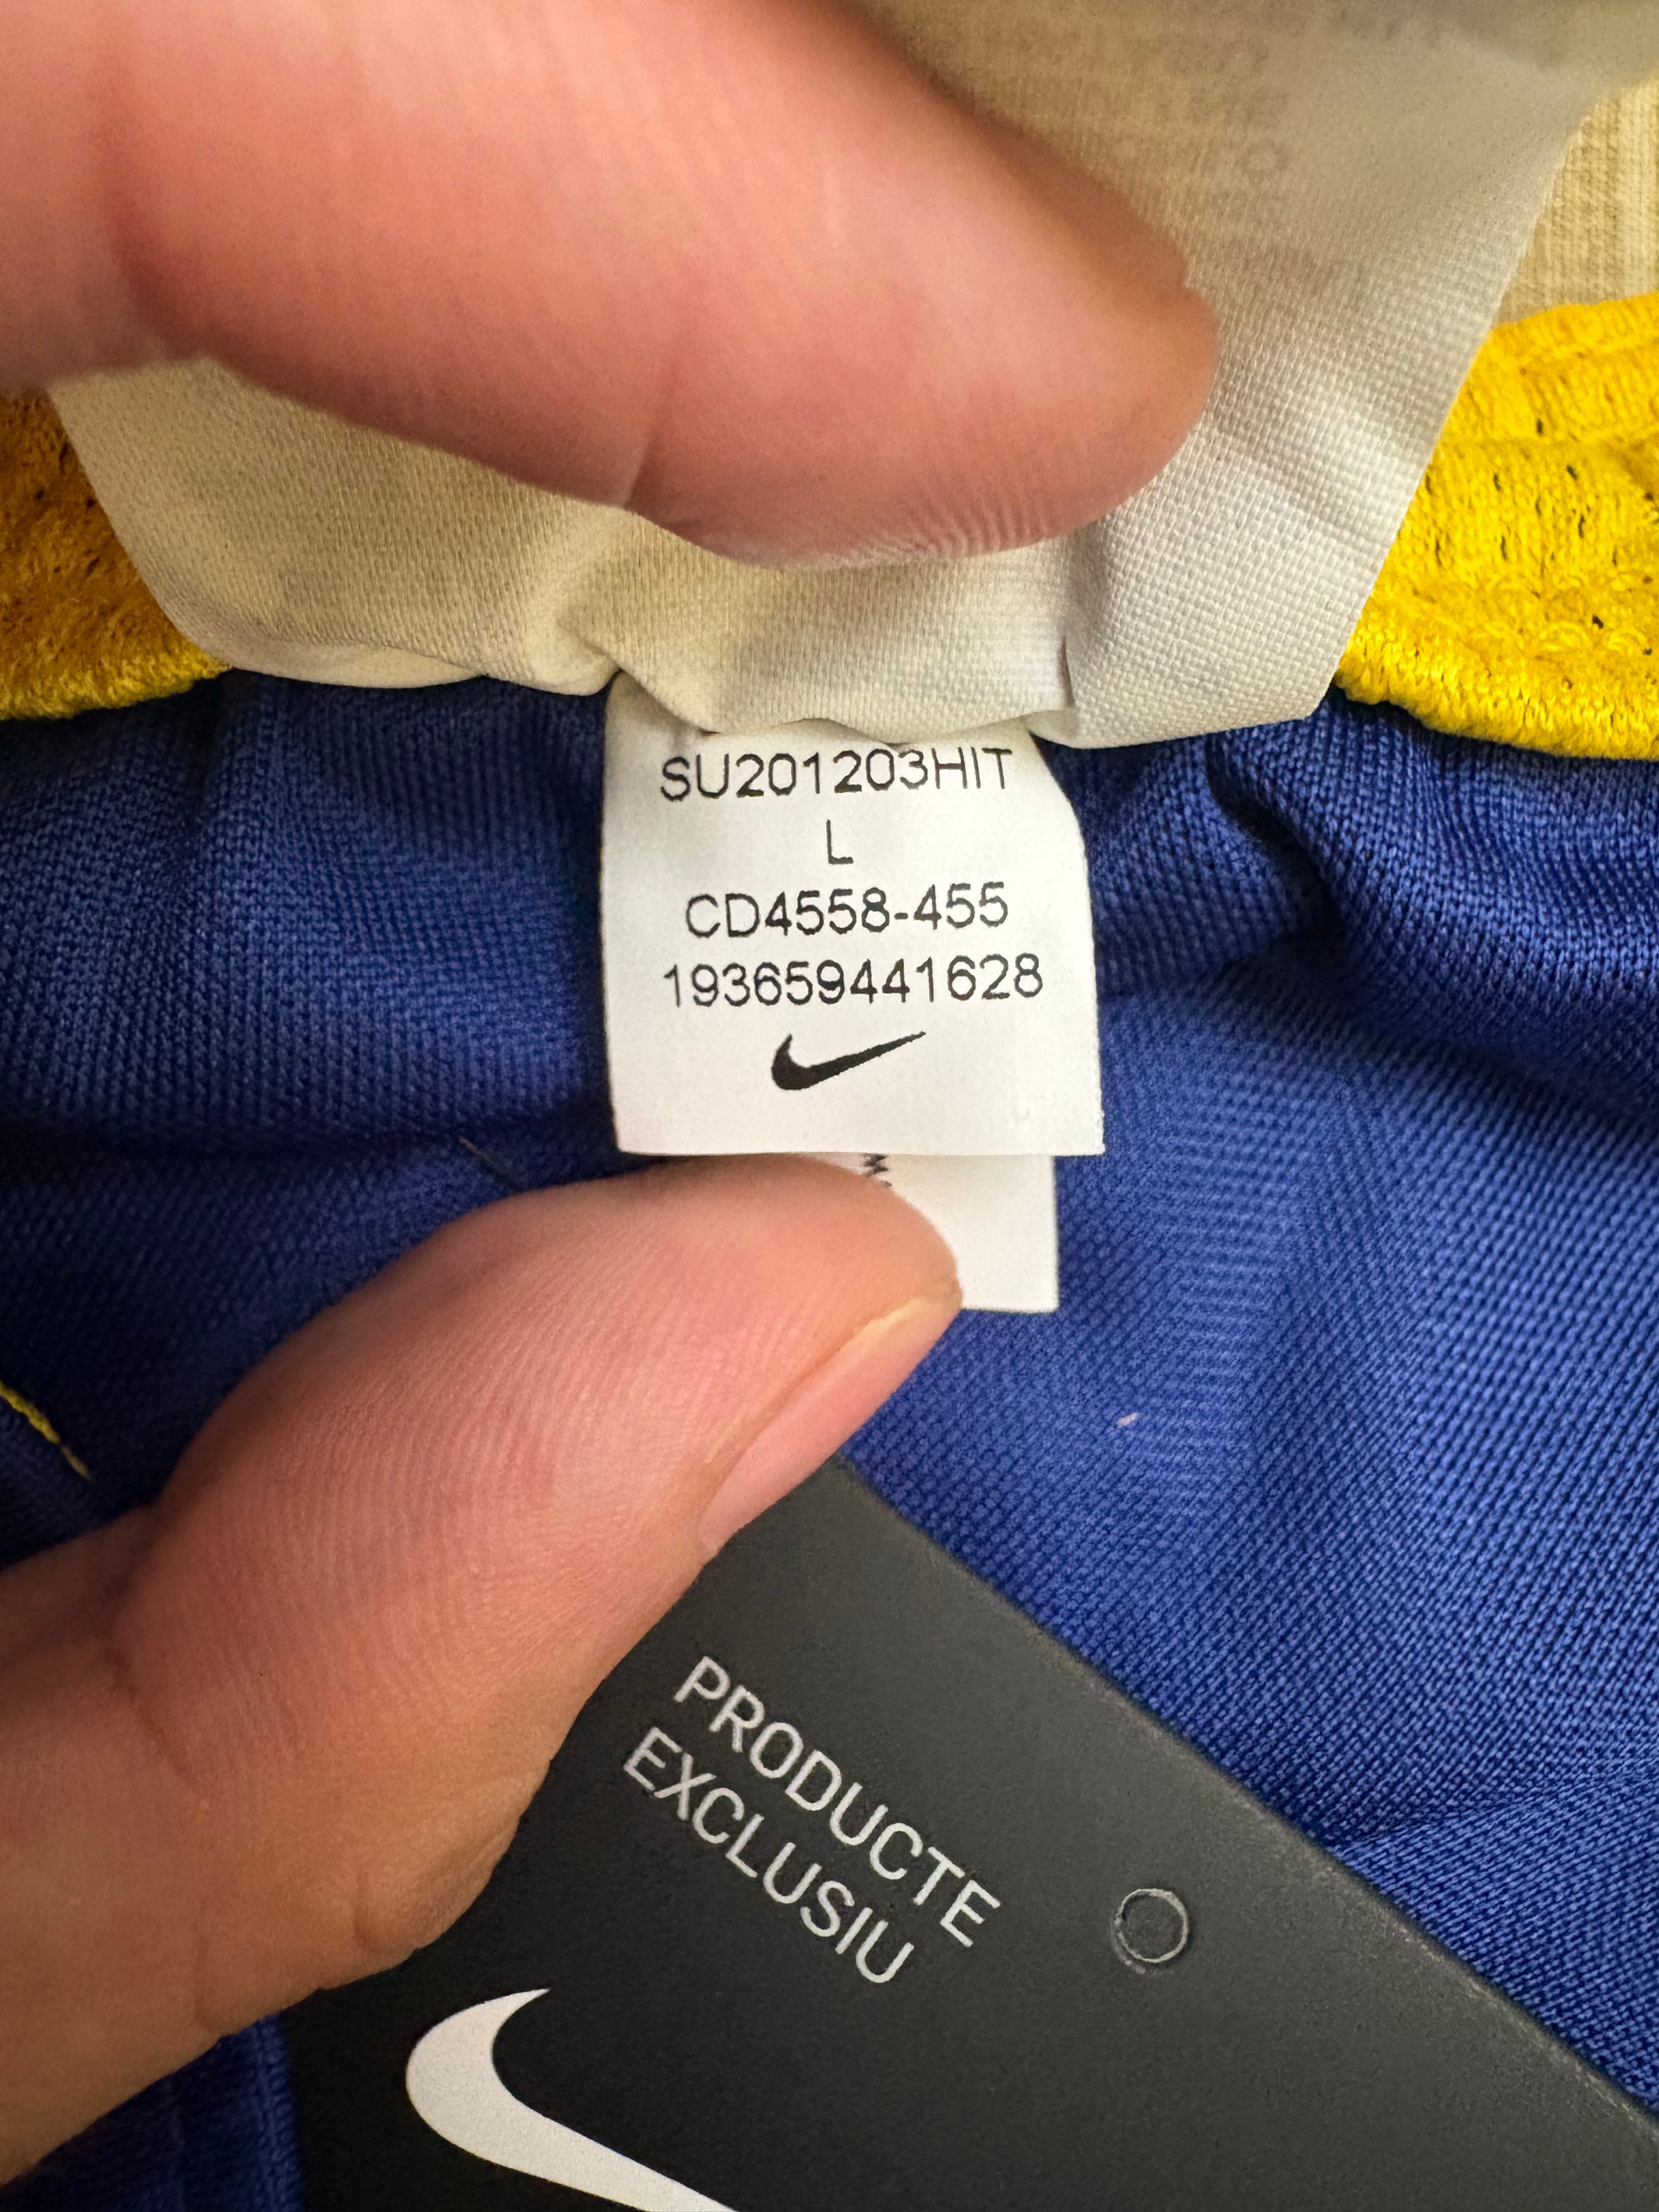 SU201203HIT
L
CD4558-455
193659441628
PRODUCTE
EXCLUSIU